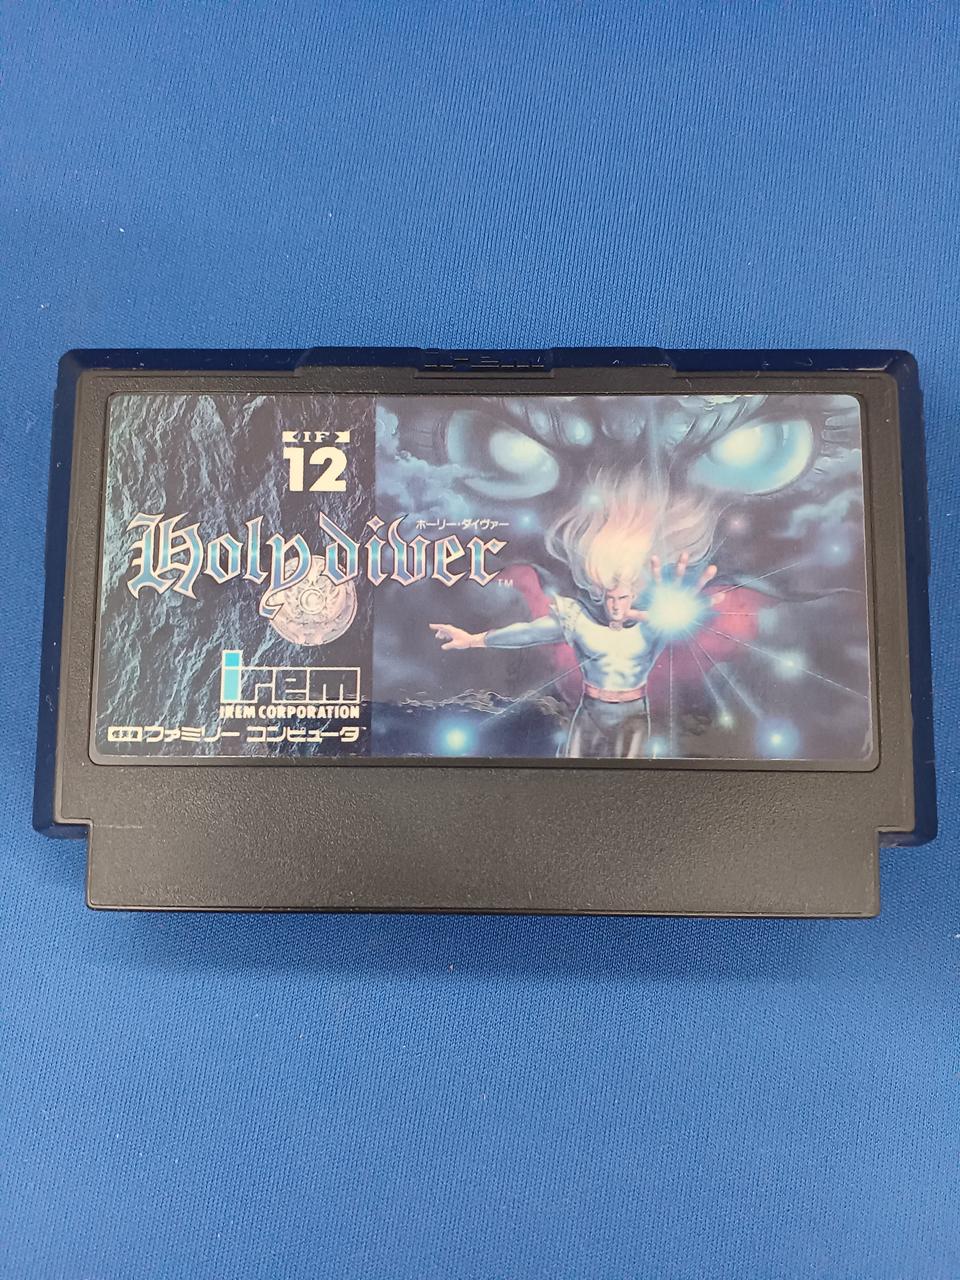 IF
12
ホーリー・ダイヴァー
Holy diver TM
irem
IREM CORPORATION
ファミリー コンピュータ